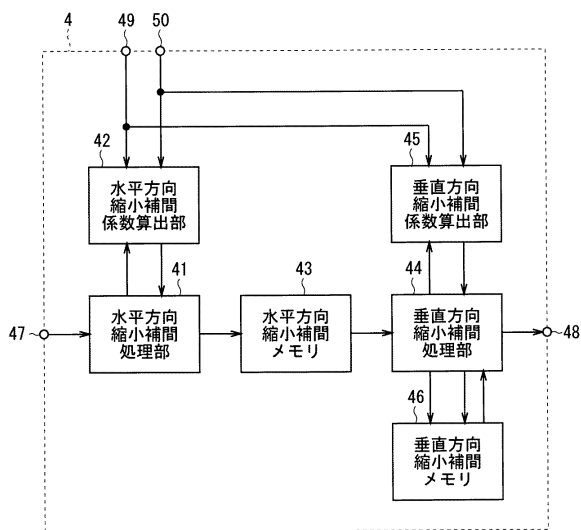 4
49
50
42
水平方向
縮小補間
係数算出部
45
垂直方向
縮小補間
係数算出部
47
41
水平方向
縮小補間
処理部
43
水平方向
縮小補間
メモリ
44
垂直方向
縮小補間
処理部
48
46
垂直方向
縮小補間
メモリ